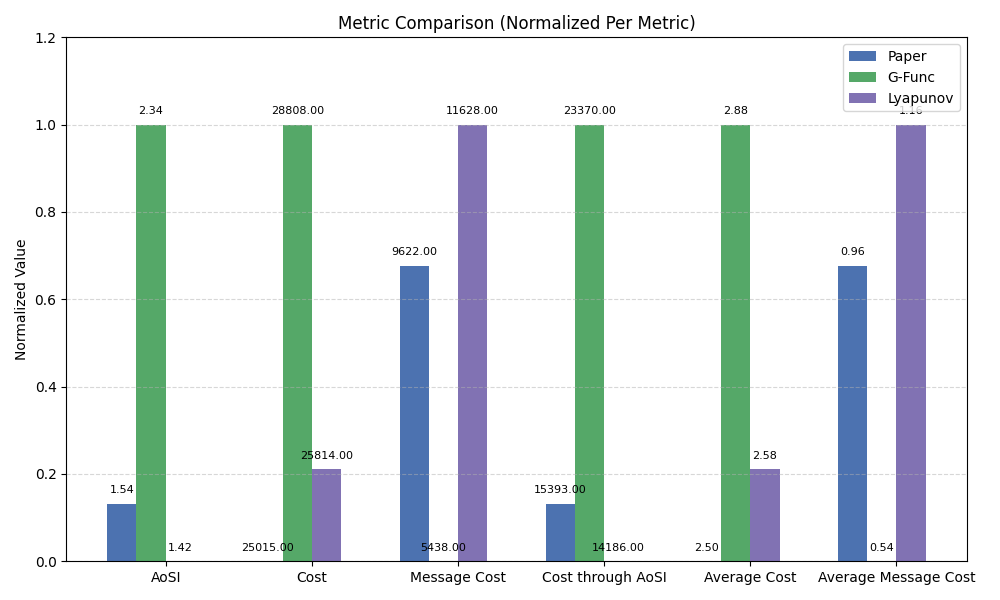 Metric Comparison (Normalized Per Metric)
Normalized Value
1.2
1.0
0.8
0.6
0.4
0.2
0.0
Paper
G-Func
Lyapunov
1.54
2.34
1.42
25015.00
28808.00
25814.00
9622.00
5438.00
11628.00
15393.00
23370.00
14186.00
2.50
2.88
2.58
0.96
0.54
1.16
AoSI
Cost
Message Cost
Cost through AoSI
Average Cost
Average Message Cost